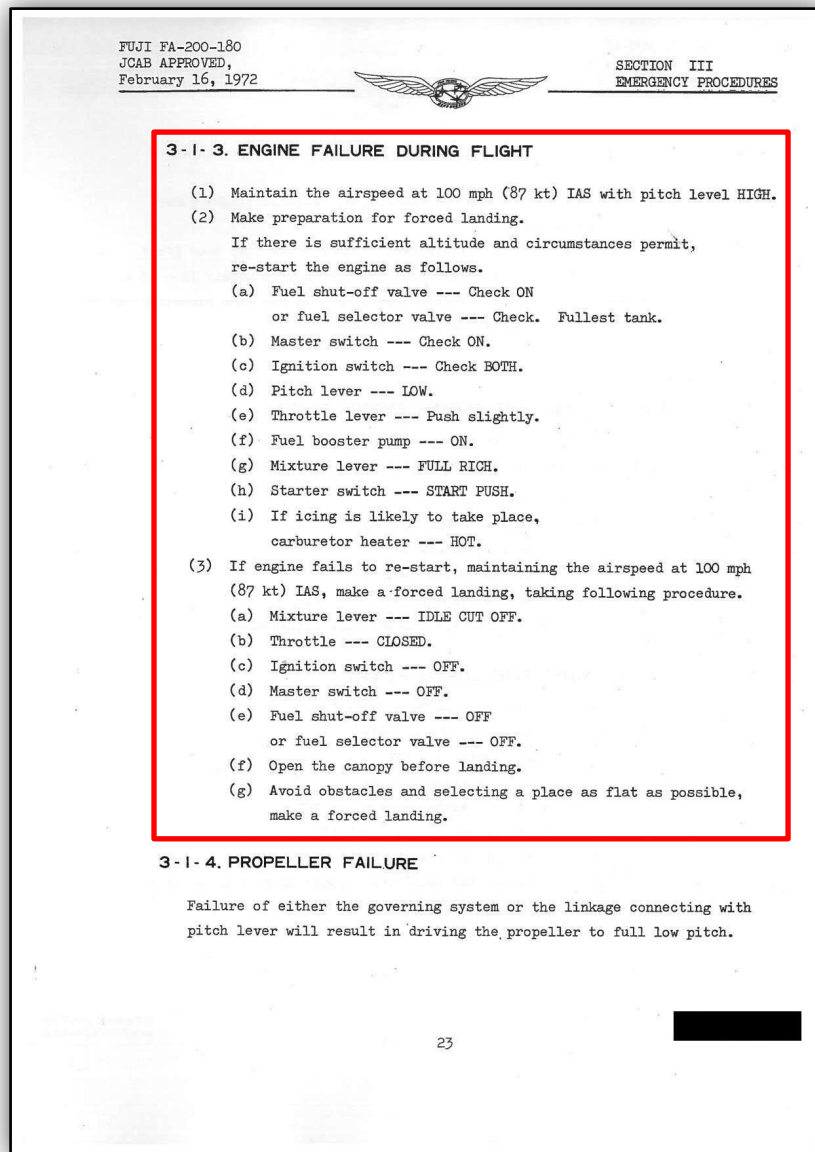 FUJI FA-200-180
JCAB APPROVED,
February 16, 1972
SECTION III
EMERGENCY PROCEDURES
3-1-3. ENGINE FAILURE DURING FLIGHT
(1) Maintain the airspeed at 100 mph (87 kt) IAS with pitch level HIGH.
(2) Make preparation for forced landing.
If there is sufficient altitude and circumstances permit,
re-start the engine as follows.
(a) Fuel shut-off valve --- Check ON
or fuel selector valve --- Check. Fullest tank.
(b) Master switch --- Check ON.
(c) Ignition switch --- Check BOTH.
(d) Pitch lever --- LOW.
(e) Throttle lever --- Push slightly.
(f) Fuel booster pump --- ON.
(g) Mixture lever --- FULL RICH.
(h) Starter switch --- START PUSH.
(i) If icing is likely to take place,
carburetor heater --- HOT.
(3) If engine fails to re-start, maintaining the airspeed at 100 mph
(87 kt) IAS, make a forced landing, taking following procedure.
(a) Mixture lever --- IDLE CUT OFF.
(b) Throttle --- CLOSED.
(c) Ignition switch --- OFF.
(d) Master switch --- OFF.
(e) Fuel shut-off valve --- OFF
or fuel selector valve --- OFF.
(f) Open the canopy before landing.
(g) Avoid obstacles and selecting a place as flat as possible,
make a forced landing.
3-1-4. PROPELLER FAILURE
Failure of either the governing system or the linkage connecting with
pitch lever will result in driving the propeller to full low pitch.
23